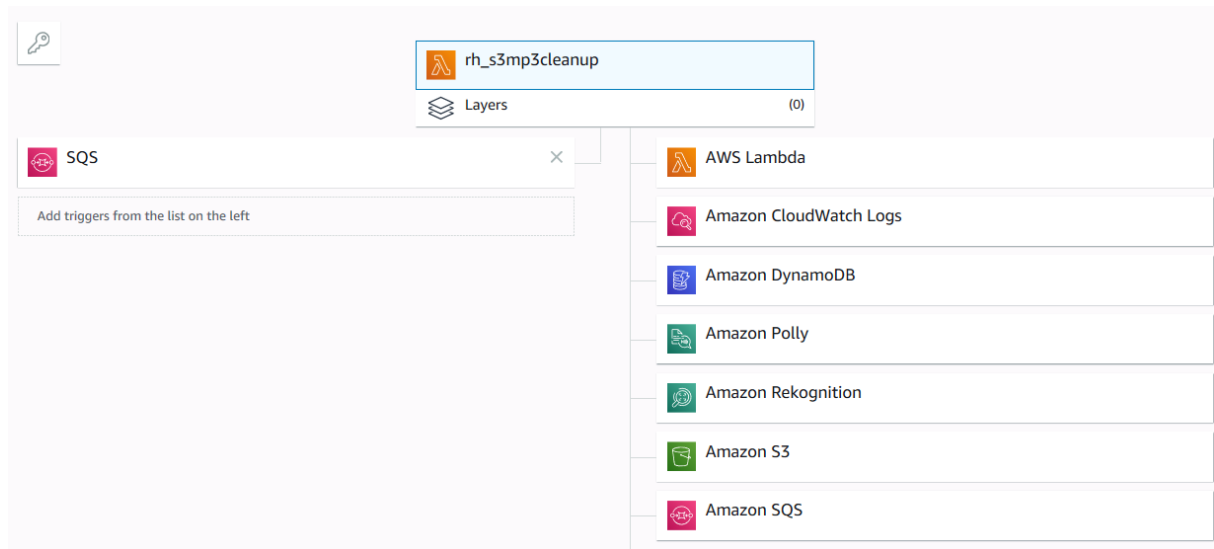 rh_s3mp3cleanup
Layers
(0)
SQS
Add triggers from the list on the left
AWS Lambda
Amazon CloudWatch Logs
Amazon DynamoDB
Amazon Polly
Amazon Rekognition
Amazon S3
Amazon SQS